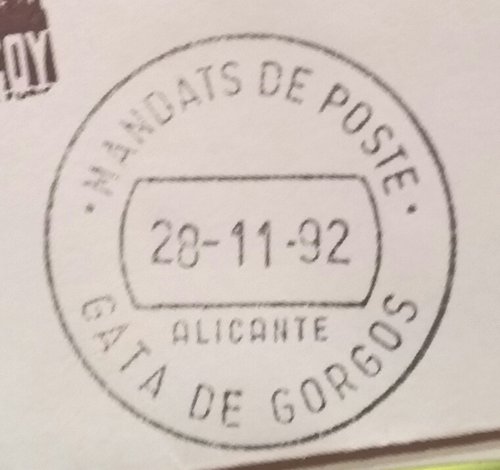 · MANDATS DE POSTE ·
28-11-92
ALICANTE
GATA DE GORGOS